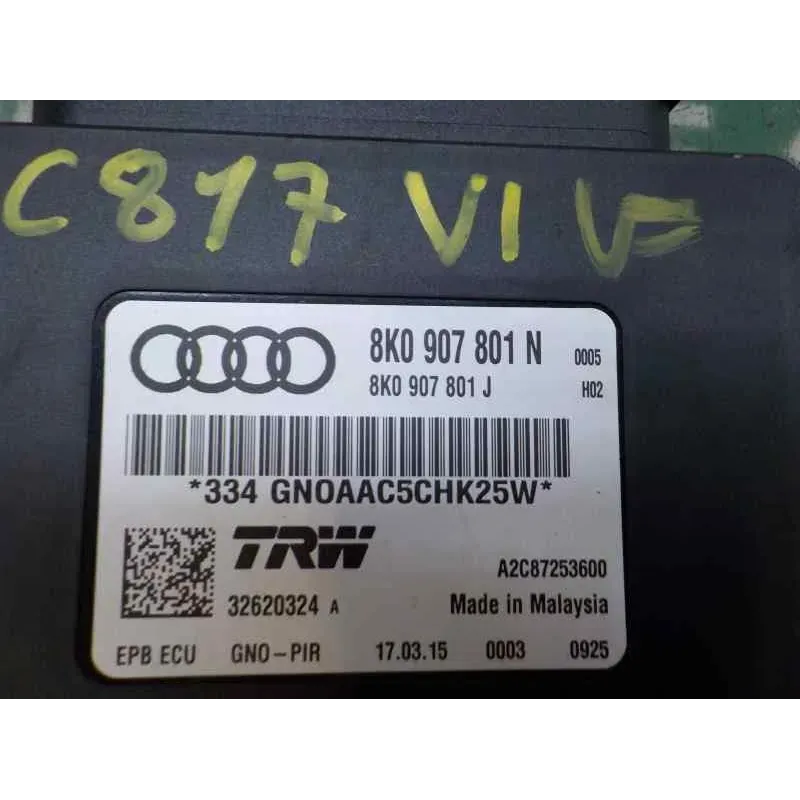 C817 VIV
8K0 907 801 N 0005
8K0 907 801 J H02
*334 GNOAAC5CHK25W*
TRW
A2C87253600
32620324 A Made in Malaysia
EPB ECU GNO-PIR 17.03.15 0003 0925